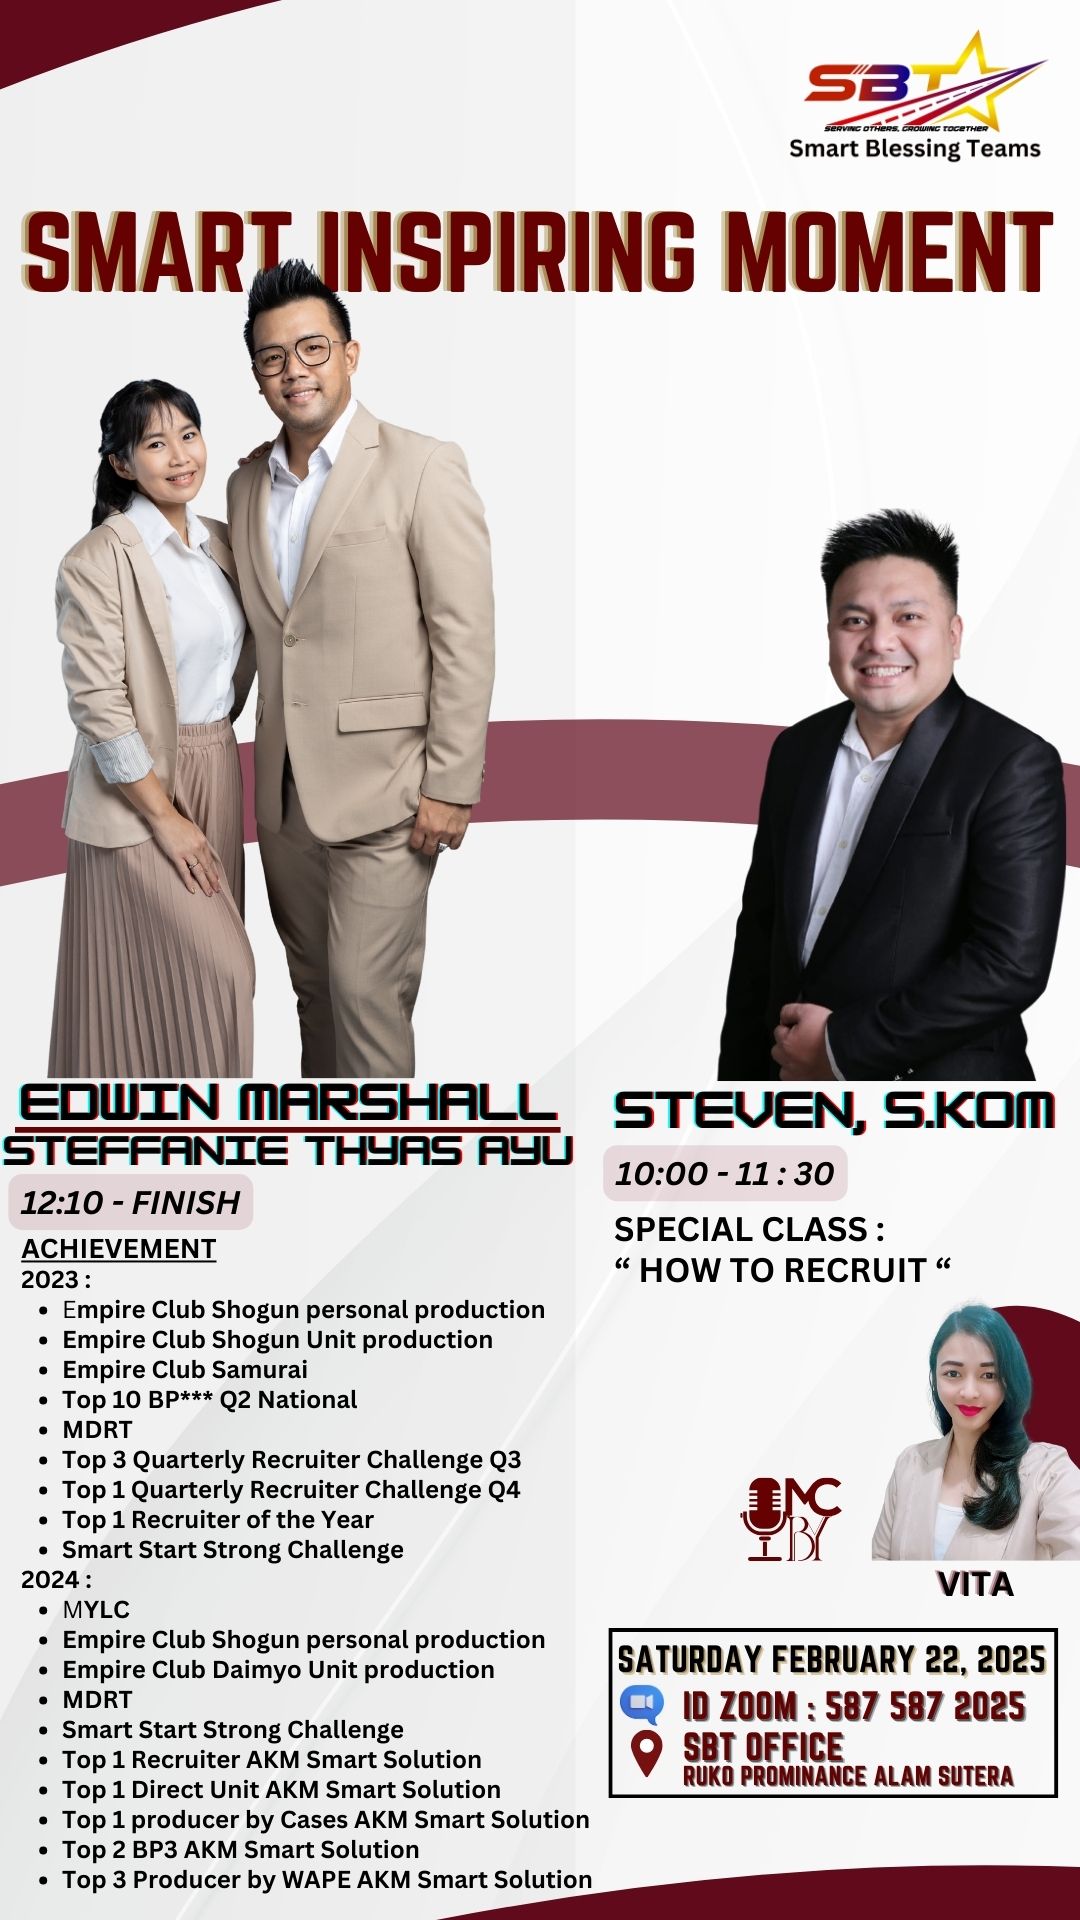 SBT
SERVING OTHERS, GROWING TOGETHER
Smart Blessing Teams
SMART INSPIRING MOMENT
EDWIN MARSHALL
STEFFANIE THYAS AYU
12:10 - FINISH
ACHIEVEMENT
2023 :
• Empire Club Shogun personal production
• Empire Club Shogun Unit production
• Empire Club Samurai
• Top 10 BP*** Q2 National
• MDRT
• Top 3 Quarterly Recruiter Challenge Q3
• Top 1 Quarterly Recruiter Challenge Q4
• Top 1 Recruiter of the Year
• Smart Start Strong Challenge
2024 :
• MYLC
• Empire Club Shogun personal production
• Empire Club Daimyo Unit production
• MDRT
• Smart Start Strong Challenge
• Top 1 Recruiter AKM Smart Solution
• Top 1 Direct Unit AKM Smart Solution
• Top 1 producer by Cases AKM Smart Solution
• Top 2 BP3 AKM Smart Solution
• Top 3 Producer by WAPE AKM Smart Solution
STEVEN, S.KOM
10:00 - 11 : 30
SPECIAL CLASS :
“ HOW TO RECRUIT “
MC
BY
VITA
SATURDAY FEBRUARY 22, 2025
ID ZOOM : 587 587 2025
SBT OFFICE
RUKO PROMINANCE ALAM SUTERA